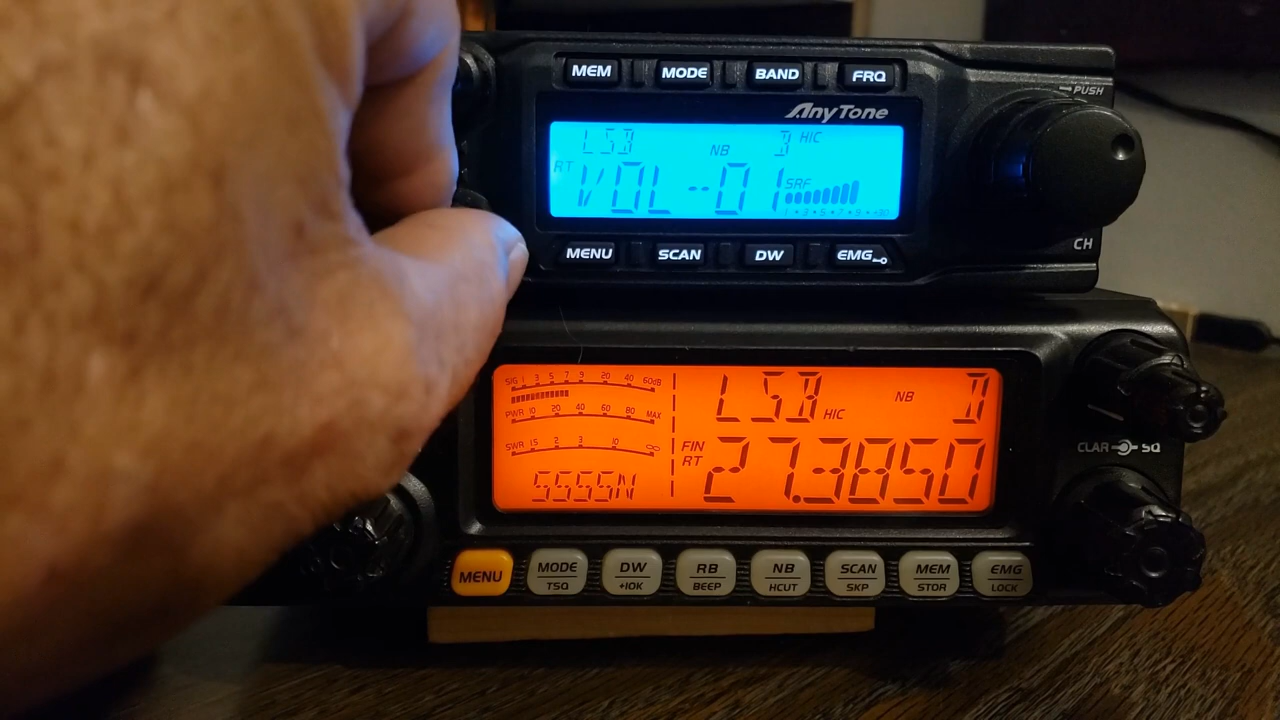 MEM MODE BAND FRQ
PUSH
AnyTone
LSB NB D HIC
RT VOL--01 SRF
1 • 3 • 5 • 7 • 9 • +30
CH
MENU SCAN DW EMG
SIG 1 3 5 7 9 20 40 60dB
PWR 10 20 40 60 80 MAX
SWR 1.5 2 3 10 ∞
SSSSN
LSB HIC NB D
FIN RT 27.3850
CLAR SQ
MENU
MODE TSQ
DW +10K
RB BEEP
NB HCUT
SCAN SKP
MEM STOR
EMG LOCK